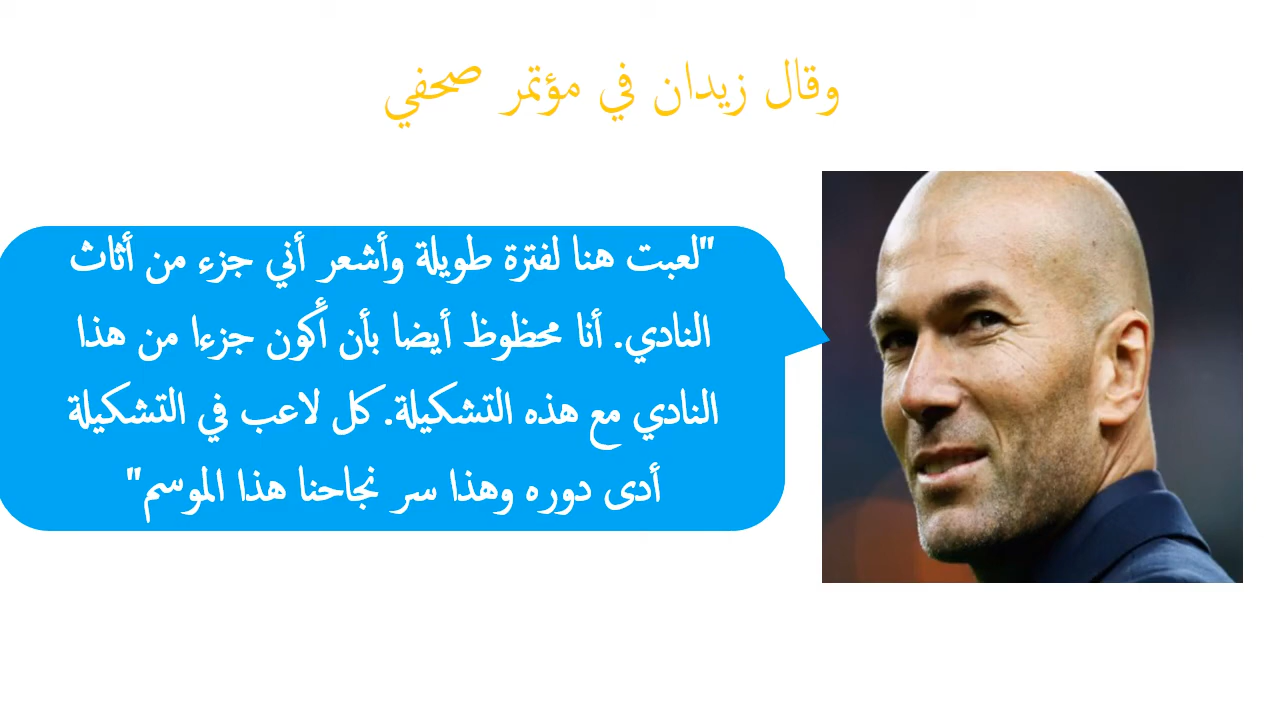 وقال زيدان في مؤتمر صحفي
"لعبت هنا لفترة طويلة وأشعر أني جزء من أثاث
النادي. أنا محظوظ أيضا بأن أكون جزءا من هذا
النادي مع هذه التشكيلة.كل لاعب في التشكيلة
أدى دوره وهذا سر نجاحنا هذا الموسم"